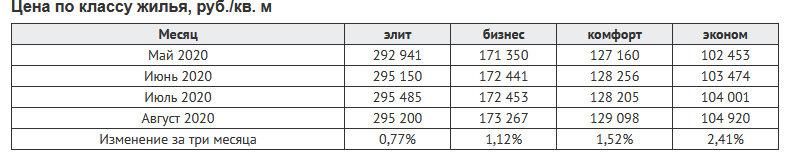 Цена по классу жилья, руб./кв. м
Месяц элит бизнес комфорт эконом
Май 2020 292 941 171 350 127 160 102 453
Июнь 2020 295 150 172 441 128 256 103 474
Июль 2020 295 485 172 453 128 205 104 001
Август 2020 295 200 173 267 129 098 104 920
Изменение за три месяца 0,77% 1,12% 1,52% 2,41%